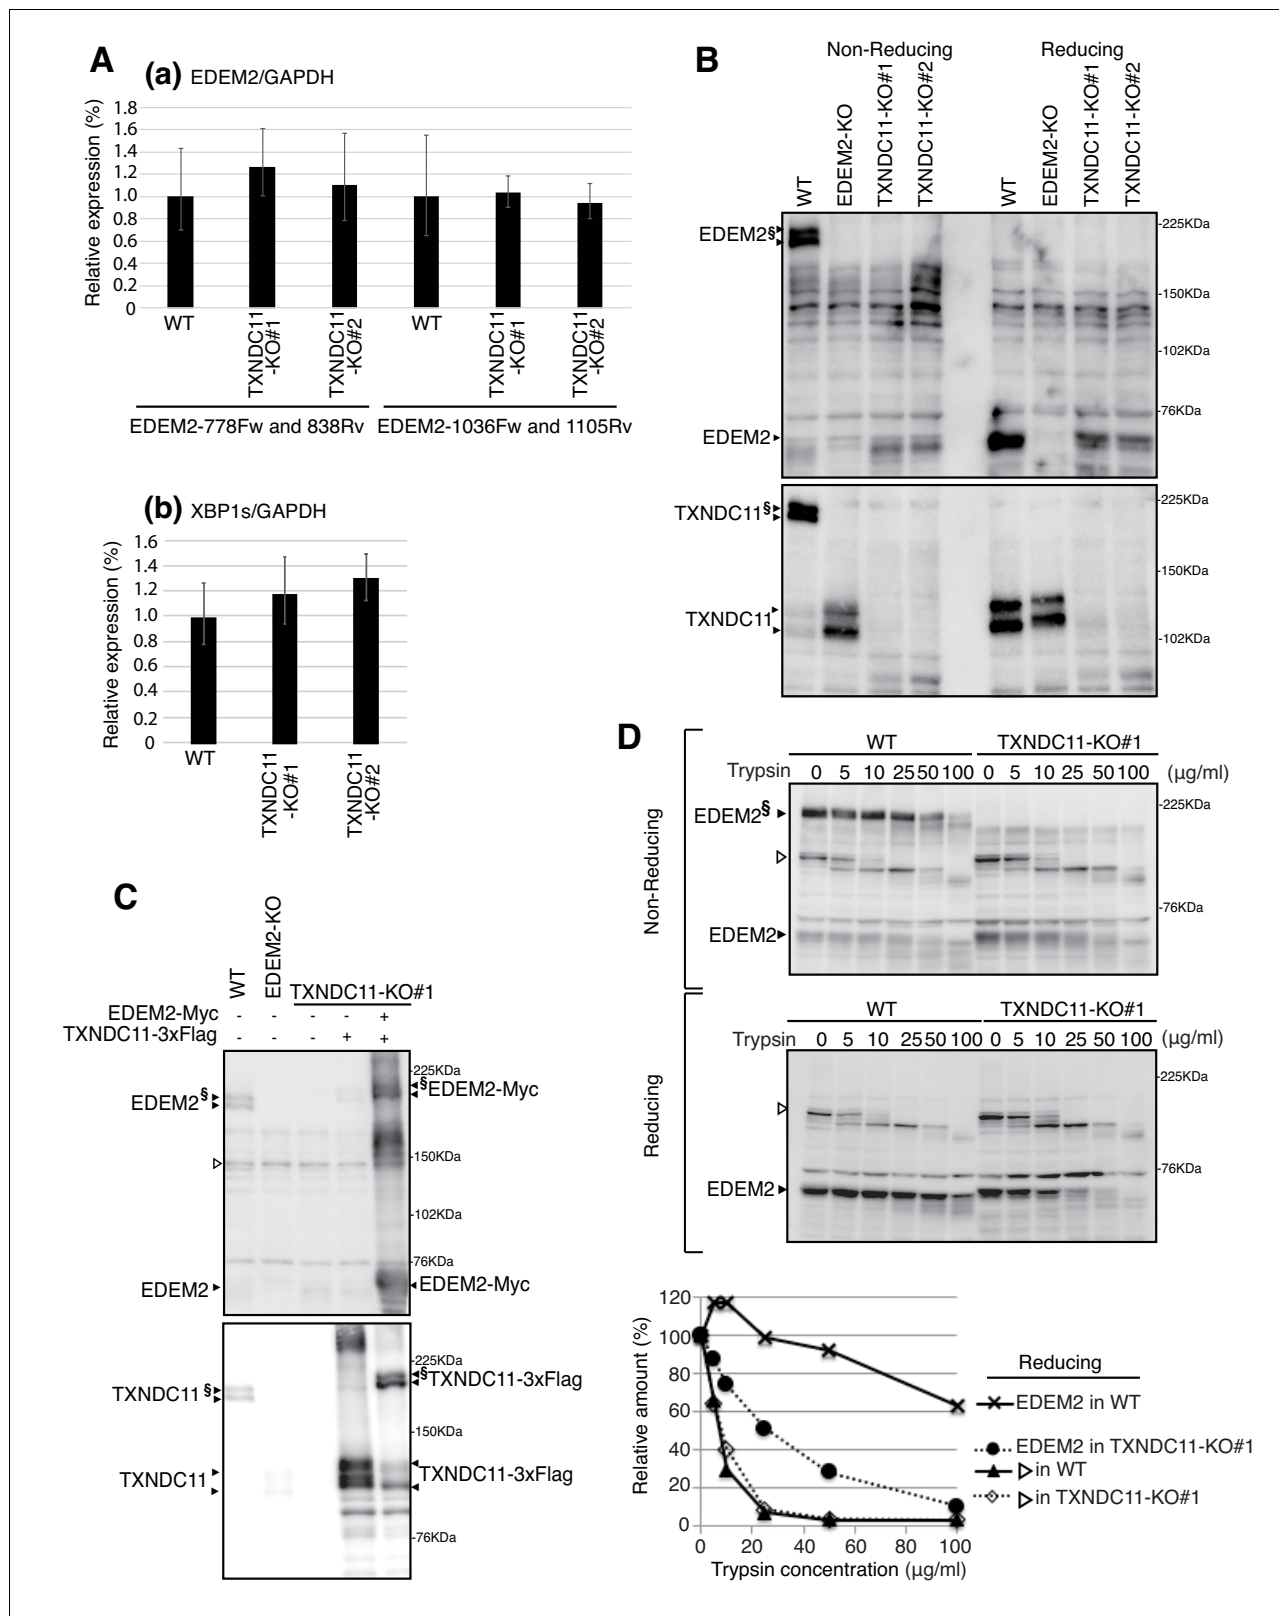 A
(a) EDEM2/GAPDH
Relative expression (%)
1.8
1.6
1.4
1.2
1.0
0.8
0.6
0.4
0.2
0
WT
TXNDC11
-KO#1
TXNDC11
-KO#2
WT
TXNDC11
-KO#1
TXNDC11
-KO#2
EDEM2-778Fw and 838Rv
EDEM2-1036Fw and 1105Rv
(b) XBP1s/GAPDH
Relative expression (%)
1.6
1.4
1.2
1.0
0.8
0.6
0.4
0.2
0
WT
TXNDC11
-KO#1
TXNDC11
-KO#2
B
Non-Reducing
Reducing
WT
EDEM2-KO
TXNDC11-KO#1
TXNDC11-KO#2
WT
EDEM2-KO
TXNDC11-KO#1
TXNDC11-KO#2
EDEM2§
EDEM2
-225KDa
-150KDa
-102KDa
-76KDa
TXNDC11§
TXNDC11
-225KDa
-150KDa
-102KDa
C
WT
EDEM2-KO
TXNDC11-KO#1
EDEM2-Myc - - - - +
TXNDC11-3xFlag - - - + +
EDEM2§
EDEM2
-225KDa
§EDEM2-Myc
-150KDa
-102KDa
-76KDa
EDEM2-Myc
TXNDC11§
TXNDC11
-225KDa
§TXNDC11-3xFlag
-150KDa
TXNDC11-3xFlag
-76KDa
D
Non-Reducing
WT
TXNDC11-KO#1
Trypsin 0 5 10 25 50 100 0 5 10 25 50 100 (µg/ml)
EDEM2§
EDEM2
-225KDa
-76KDa
Reducing
WT
TXNDC11-KO#1
Trypsin 0 5 10 25 50 100 0 5 10 25 50 100 (µg/ml)
EDEM2
-225KDa
-76KDa
Relative amount (%)
120
100
80
60
40
20
0
0 20 40 60 80 100
Trypsin concentration (µg/ml)
Reducing
EDEM2 in WT
EDEM2 in TXNDC11-KO#1
▷ in WT
▷ in TXNDC11-KO#1